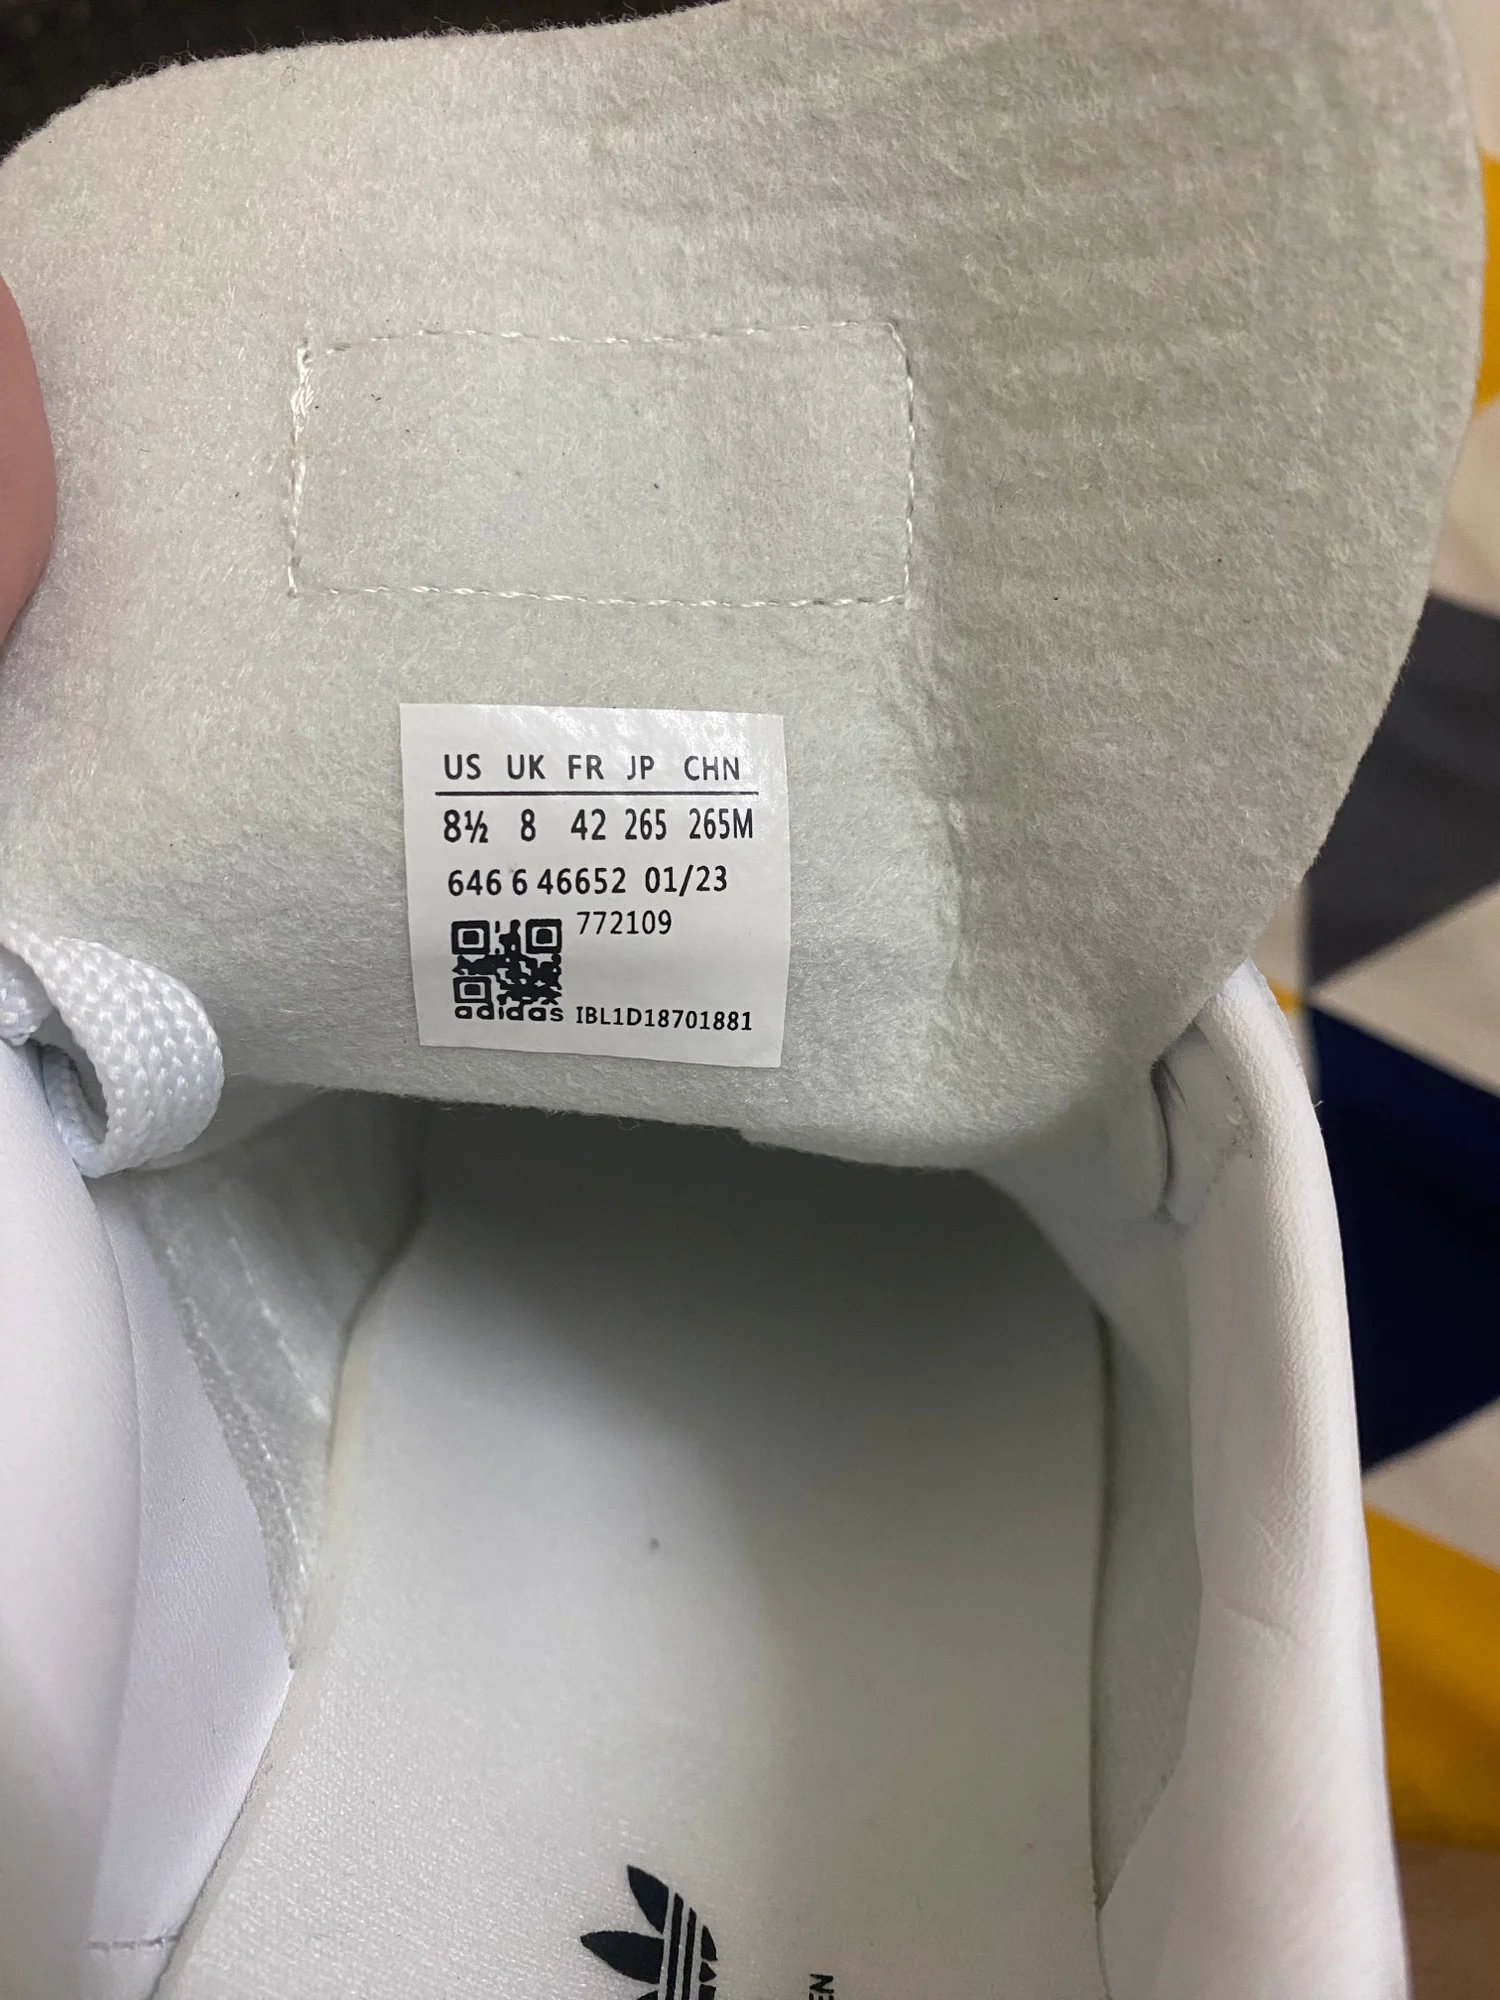 US UK FR JP CHN
8½ 8 42 265 265M
646 6 46652 01/23
772109
adidas IBL1D18701881